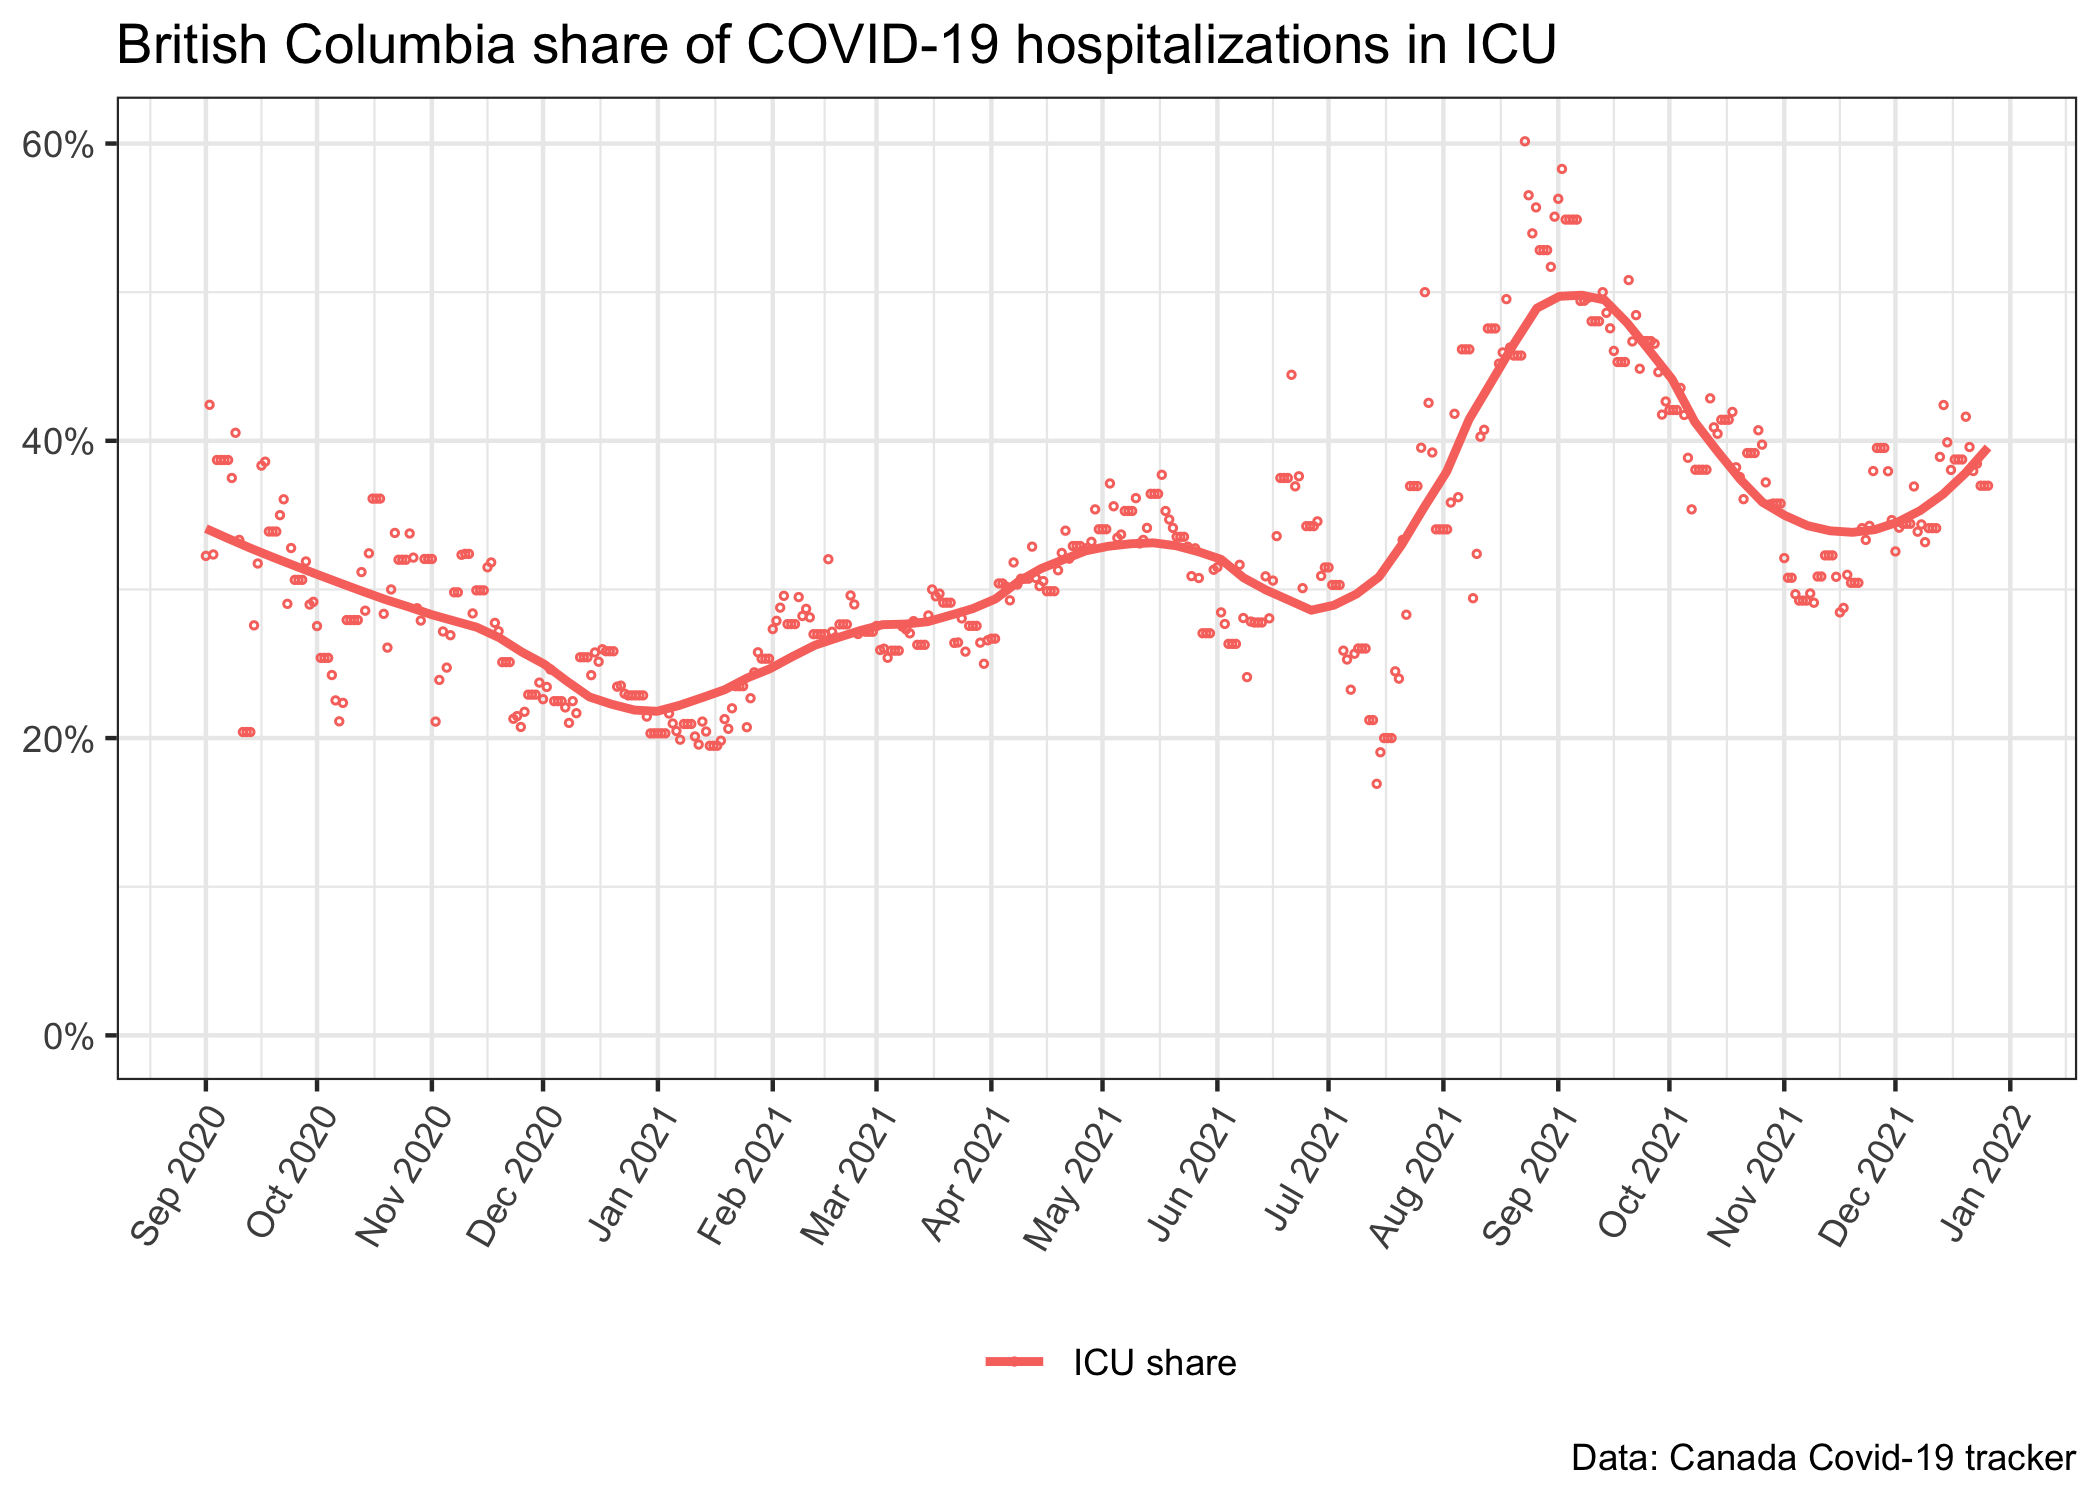 British Columbia share of COVID-19 hospitalizations in ICU
60%
40%
20%
0%
Sep 2020
Oct 2020
Nov 2020
Dec 2020
Jan 2021
Feb 2021
Mar 2021
Apr 2021
May 2021
Jun 2021
Jul 2021
Aug 2021
Sep 2021
Oct 2021
Nov 2021
Dec 2021
Jan 2022
ICU share
Data: Canada Covid-19 tracker